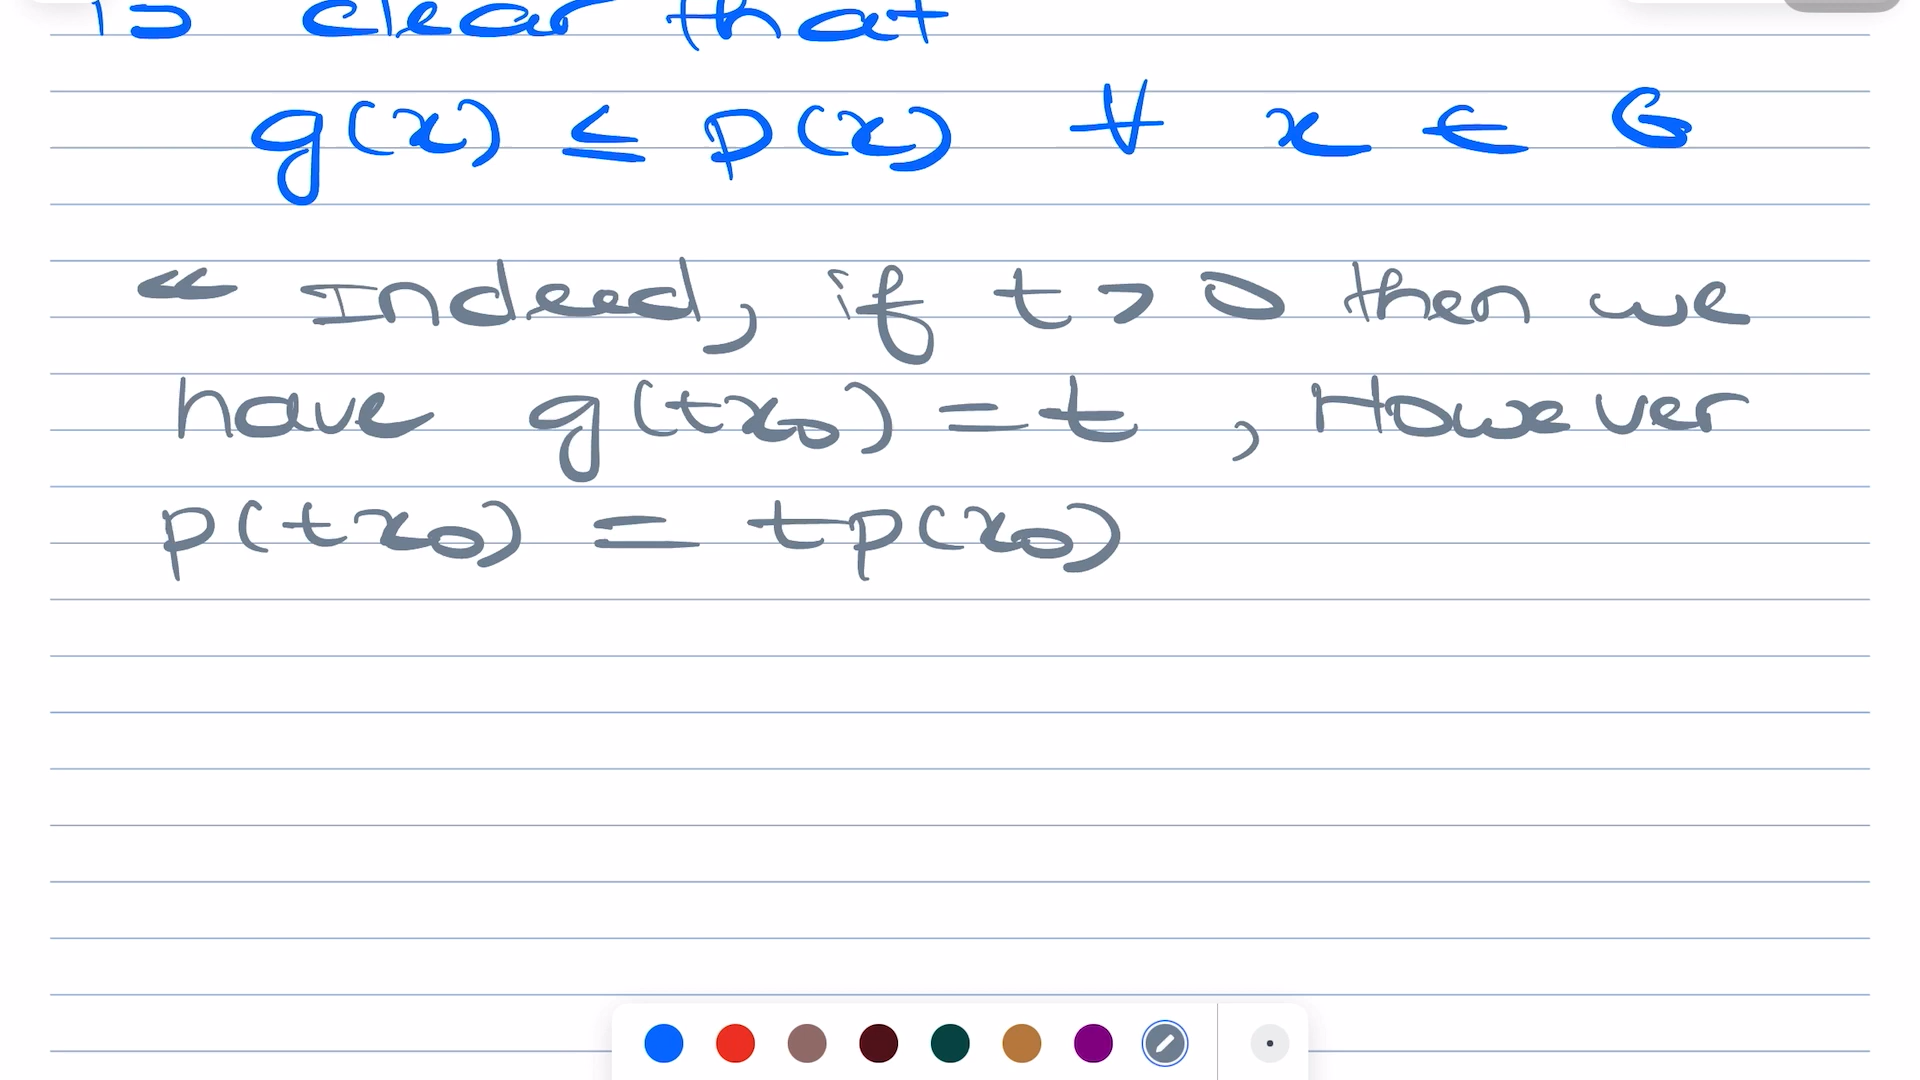 is clear that
g(x) ≤ p(x) ∀ x ∈ G
“ Indeed, if t > 0 then we
have g(tx₀) = t , However
p(tx₀) = tp(x₀)